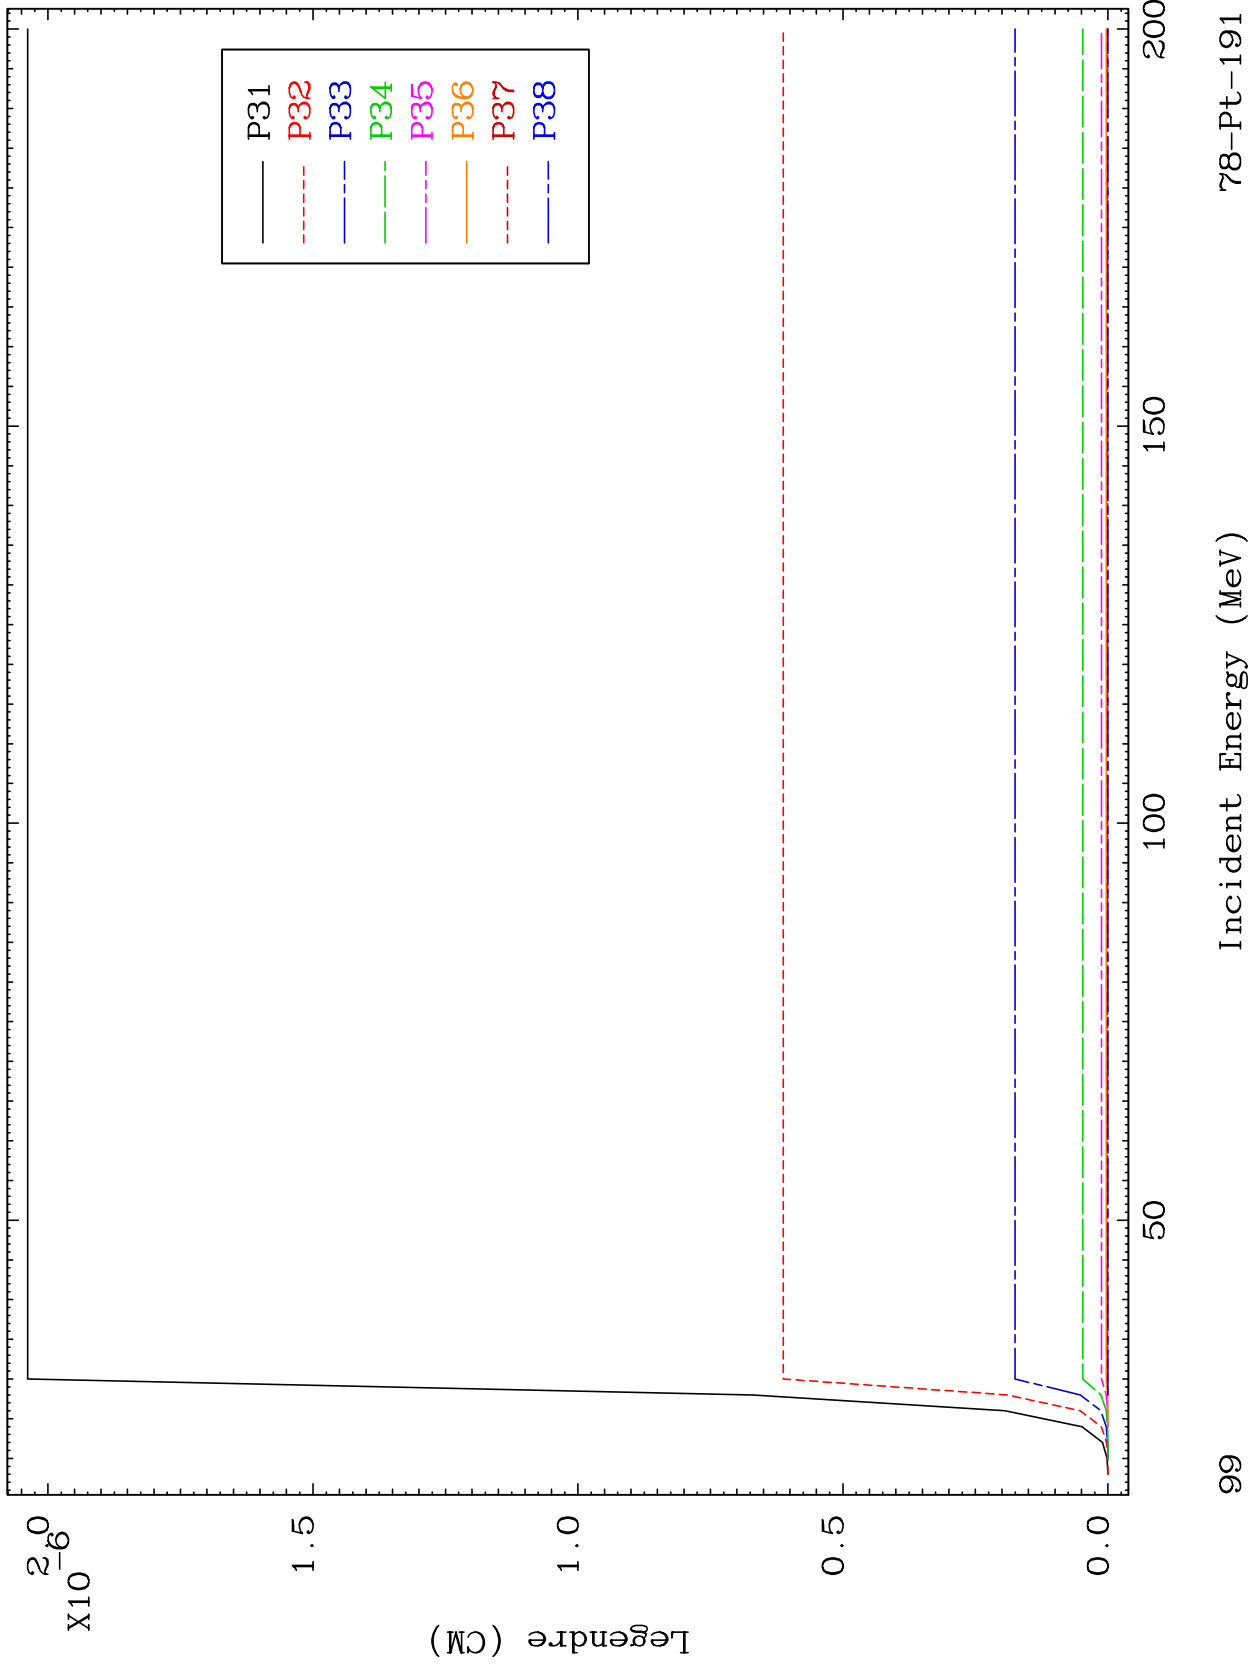 2.0
X10-6
1.5
1.0
0.5
0.0
Legendre (CM)
P31
P32
P33
P34
P35
P36
P37
P38
50
100
150
200
99
Incident Energy (MeV)
78-Pt-191